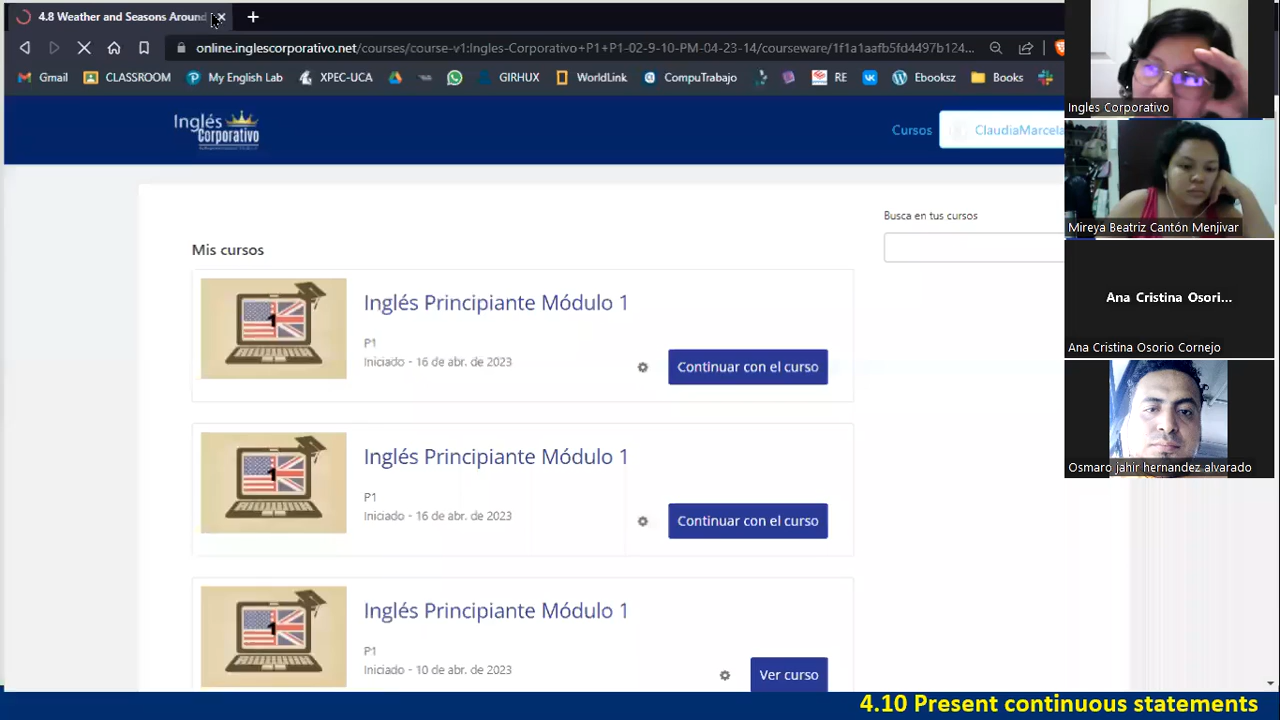 4.8 Weather and Seasons Around
online.inglescorporativo.net/courses/course-v1:Ingles-Corporativo+P1+P1-02-9-10-PM-04-23-14/courseware/1f1a1aafb5fd4497b124...
Gmail CLASSROOM My English Lab XPEC-UCA GIRHUX WorldLink CompuTrabajo RE Ebooksz Books
Inglés
Corporativo
Cursos ClaudiaMarcela
Busca en tus cursos
Mis cursos
Inglés Principiante Módulo 1
P1
Iniciado - 16 de abr. de 2023
Continuar con el curso
Inglés Principiante Módulo 1
P1
Iniciado - 16 de abr. de 2023
Continuar con el curso
Inglés Principiante Módulo 1
P1
Iniciado - 10 de abr. de 2023
Ver curso
Ingles Corporativo
Mireya Beatriz Cantón Menjivar
Ana Cristina Osori...
Ana Cristina Osorio Cornejo
Osmaro jahir hernandez alvarado
4.10 Present continuous statements